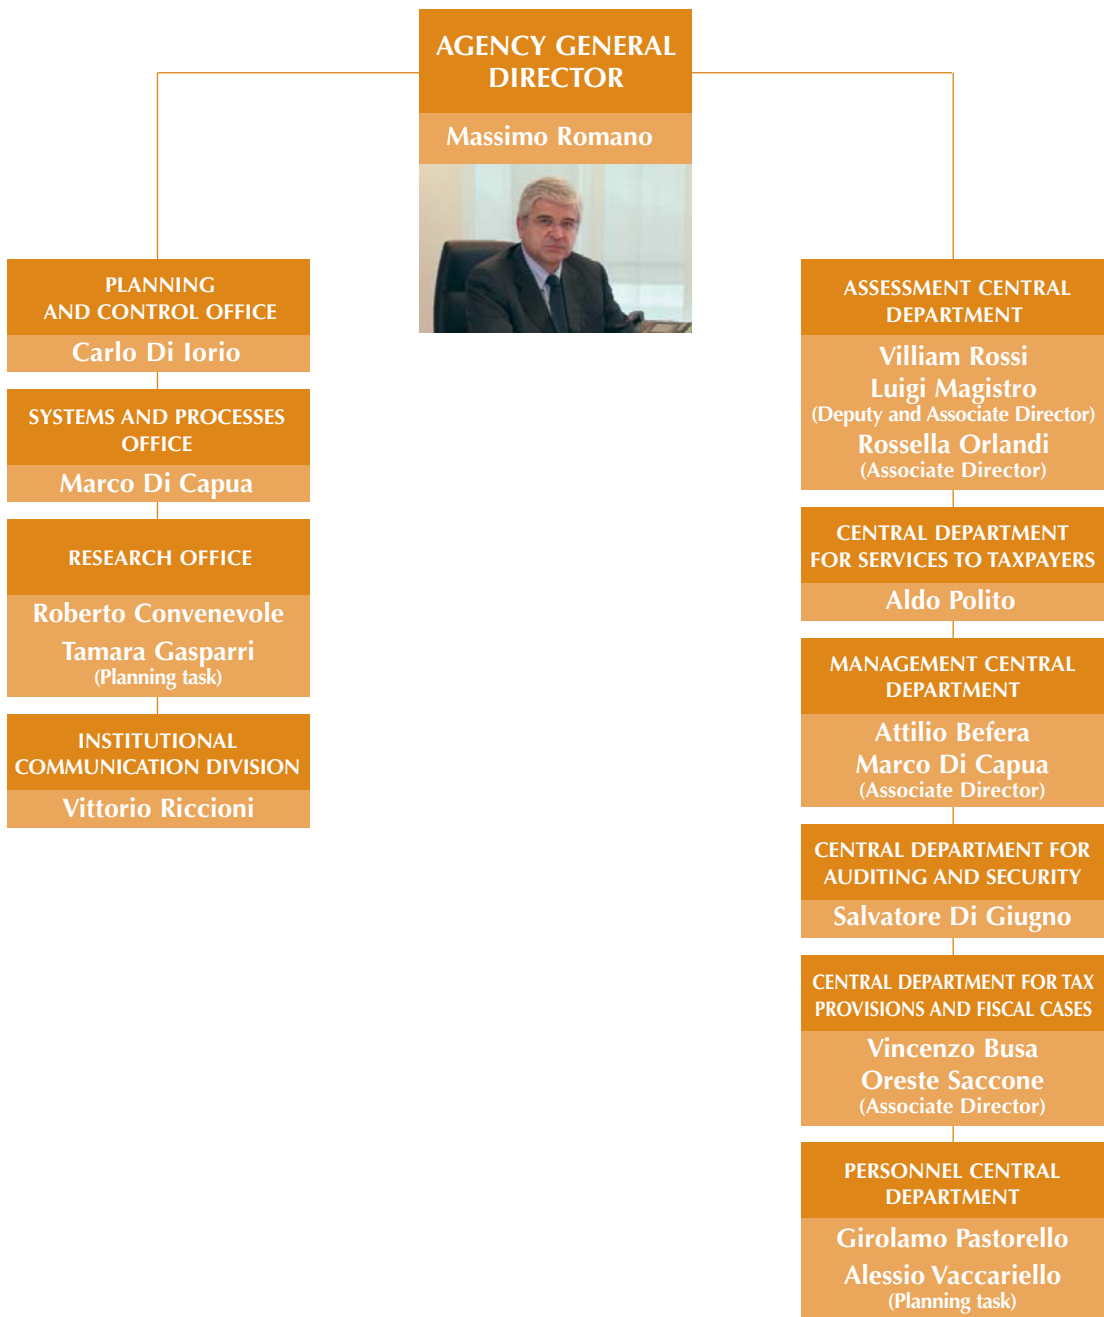 AGENCY GENERAL
DIRECTOR
Massimo Romano
PLANNING
AND CONTROL OFFICE
Carlo Di Iorio
SYSTEMS AND PROCESSES
OFFICE
Marco Di Capua
RESEARCH OFFICE
Roberto Convenevole
Tamara Gasparri
(Planning task)
INSTITUTIONAL
COMMUNICATION DIVISION
Vittorio Riccioni
ASSESSMENT CENTRAL
DEPARTMENT
Villiam Rossi
Luigi Magistro
(Deputy and Associate Director)
Rossella Orlandi
(Associate Director)
CENTRAL DEPARTMENT
FOR SERVICES TO TAXPAYERS
Aldo Polito
MANAGEMENT CENTRAL
DEPARTMENT
Attilio Befera
Marco Di Capua
(Associate Director)
CENTRAL DEPARTMENT FOR
AUDITING AND SECURITY
Salvatore Di Giugno
CENTRAL DEPARTMENT FOR TAX
PROVISIONS AND FISCAL CASES
Vincenzo Busa
Oreste Saccone
(Associate Director)
PERSONNEL CENTRAL
DEPARTMENT
Girolamo Pastorello
Alessio Vaccariello
(Planning task)